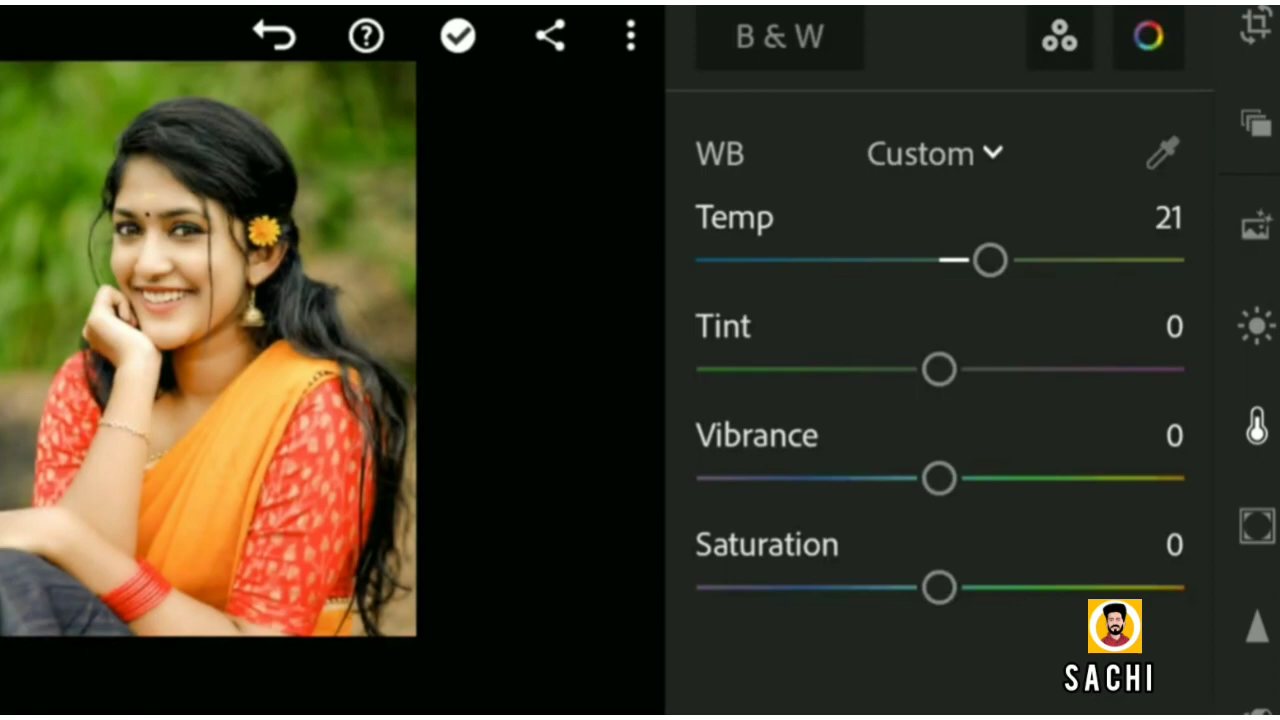 B & W
WB Custom
Temp 21
Tint 0
Vibrance 0
Saturation 0
SACHI